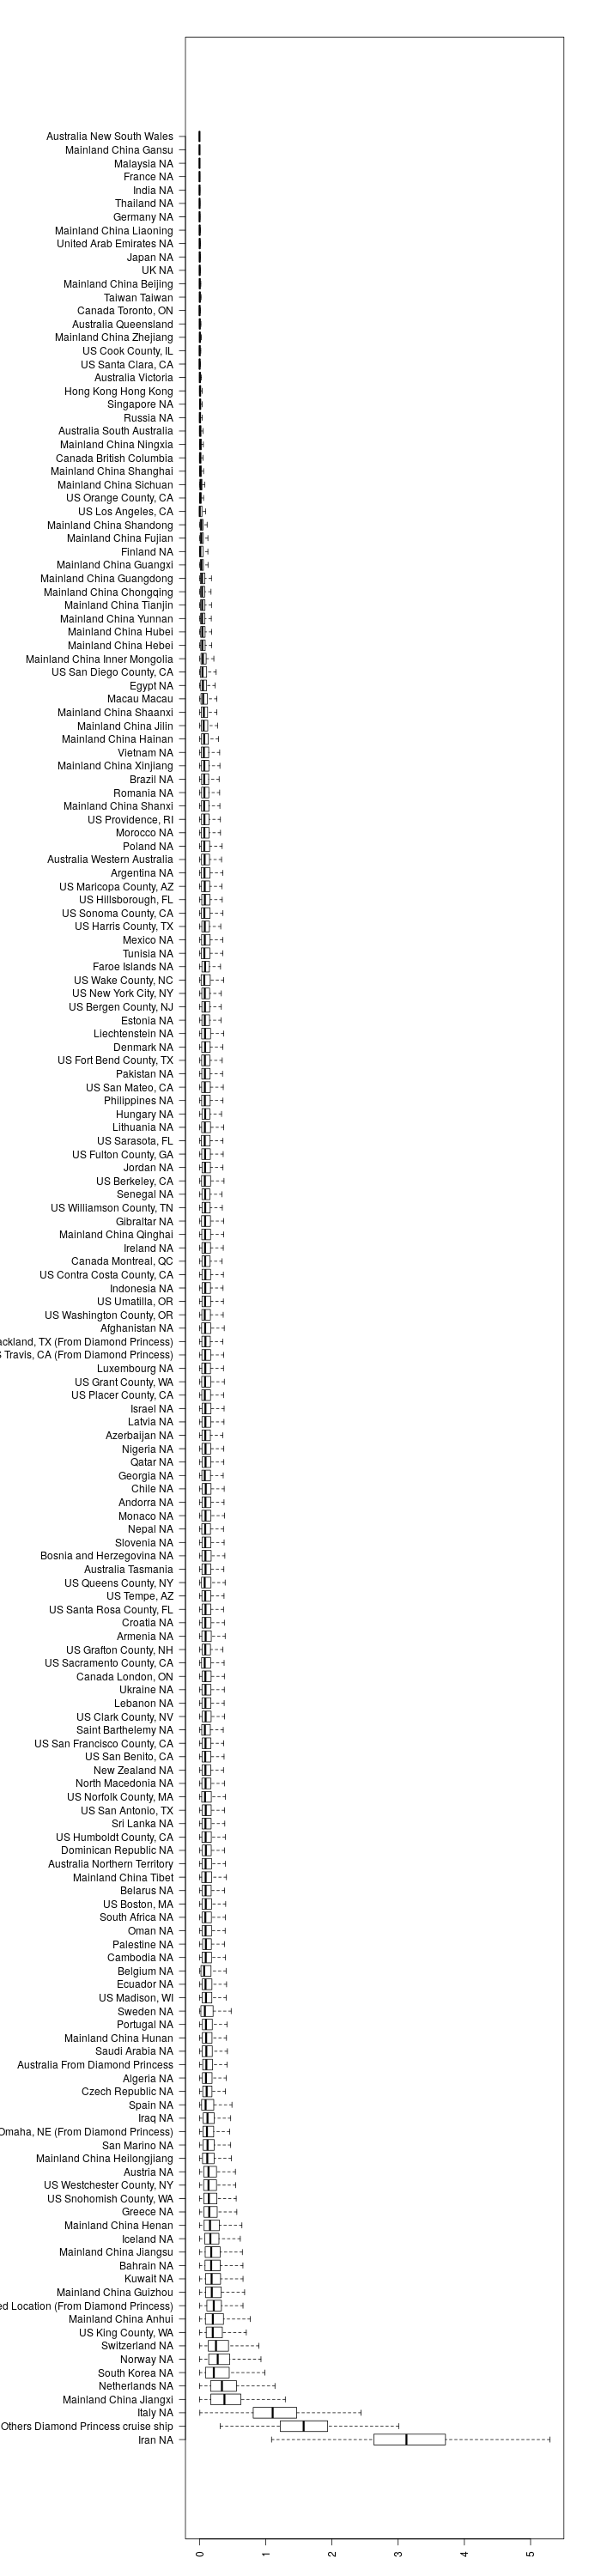 Australia New South Wales
Mainland China Gansu
Malaysia NA
France NA
India NA
Thailand NA
Germany NA
Mainland China Liaoning
United Arab Emirates NA
Japan NA
UK NA
Mainland China Beijing
Taiwan Taiwan
Canada Toronto, ON
Australia Queensland
Mainland China Zhejiang
US Cook County, IL
US Santa Clara, CA
Australia Victoria
Hong Kong Hong Kong
Singapore NA
Russia NA
Australia South Australia
Mainland China Ningxia
Canada British Columbia
Mainland China Shanghai
Mainland China Sichuan
US Orange County, CA
US Los Angeles, CA
Mainland China Shandong
Mainland China Fujian
Finland NA
Mainland China Guangxi
Mainland China Guangdong
Mainland China Chongqing
Mainland China Tianjin
Mainland China Yunnan
Mainland China Hubei
Mainland China Hebei
Mainland China Inner Mongolia
US San Diego County, CA
Egypt NA
Macau Macau
Mainland China Shaanxi
Mainland China Jilin
Mainland China Hainan
Vietnam NA
Mainland China Xinjiang
Brazil NA
Romania NA
Mainland China Shanxi
US Providence, RI
Morocco NA
Poland NA
Australia Western Australia
Argentina NA
US Maricopa County, AZ
US Hillsborough, FL
US Sonoma County, CA
US Harris County, TX
Mexico NA
Tunisia NA
Faroe Islands NA
US Wake County, NC
US New York City, NY
US Bergen County, NJ
Estonia NA
Liechtenstein NA
Denmark NA
US Fort Bend County, TX
Pakistan NA
US San Mateo, CA
Philippines NA
Hungary NA
Lithuania NA
US Sarasota, FL
US Fulton County, GA
Jordan NA
US Berkeley, CA
Senegal NA
US Williamson County, TN
Gibraltar NA
Mainland China Qinghai
Ireland NA
Canada Montreal, QC
US Contra Costa County, CA
Indonesia NA
US Umatilla, OR
US Washington County, OR
Afghanistan NA
ackland, TX (From Diamond Princess)
S Travis, CA (From Diamond Princess)
Luxembourg NA
US Grant County, WA
US Placer County, CA
Israel NA
Latvia NA
Azerbaijan NA
Nigeria NA
Qatar NA
Georgia NA
Chile NA
Andorra NA
Monaco NA
Nepal NA
Slovenia NA
Bosnia and Herzegovina NA
Australia Tasmania
US Queens County, NY
US Tempe, AZ
US Santa Rosa County, FL
Croatia NA
Armenia NA
US Grafton County, NH
US Sacramento County, CA
Canada London, ON
Ukraine NA
Lebanon NA
US Clark County, NV
Saint Barthelemy NA
US San Francisco County, CA
US San Benito, CA
New Zealand NA
North Macedonia NA
US Norfolk County, MA
US San Antonio, TX
Sri Lanka NA
US Humboldt County, CA
Dominican Republic NA
Australia Northern Territory
Mainland China Tibet
Belarus NA
US Boston, MA
South Africa NA
Oman NA
Palestine NA
Cambodia NA
Belgium NA
Ecuador NA
US Madison, WI
Sweden NA
Portugal NA
Mainland China Hunan
Saudi Arabia NA
Australia From Diamond Princess
Algeria NA
Czech Republic NA
Spain NA
Iraq NA
Omaha, NE (From Diamond Princess)
San Marino NA
Mainland China Heilongjiang
Austria NA
US Westchester County, NY
US Snohomish County, WA
Greece NA
Mainland China Henan
Iceland NA
Mainland China Jiangsu
Bahrain NA
Kuwait NA
Mainland China Guizhou
ed Location (From Diamond Princess)
Mainland China Anhui
US King County, WA
Switzerland NA
Norway NA
South Korea NA
Netherlands NA
Mainland China Jiangxi
Italy NA
Others Diamond Princess cruise ship
Iran NA
0 1 2 3 4 5